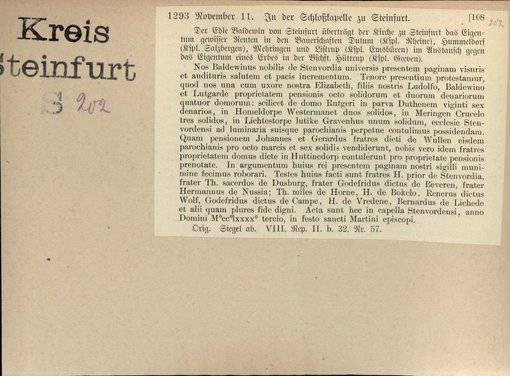 Kreis
Steinfurt
S 202
1293 November 11. In der Schloßkapelle zu Steinfurt. [108
202.
Der Edle Baldewin von Steinfurt überträgt der Kirche zu Steinfurt das Eigen-
tum gewisser Renten in den Bauerschaften Dutum (Kspl. Rheine), Hummeldorf
(Kspl. Salzbergen), Mehringen und Listrup (Kspl. Emsbüren) im Austausch gegen
das Eigentum eines Erbes in der Bschft. Hüttrup (Kspl. Greven).
Nos Baldewinus nobilis de Stenvordia universis presentem paginam visuris
et audituris salutem et pacis incrementum. Tenore presentium protestamur,
quod nos una cum uxore nostra Elizabeth, filiis nostris Ludolfo, Baldewino
et Lutgarde proprietatem pensionis octo solidorum et duorum denariorum
quatuor domorum: scilicet de domo Rutgeri in parva Duthenem viginti sex
denarios, in Homeldorpe Westermanet duos solidos, in Meringen Crucelo
tres solidos, in Lichtestorpe lutike Gravenhus unum solidum, ecclesie Sten-
vordensi ad luminaria suisque parochianis perpetue contulimus possidendam.
Quam pensionem Johannes et Gerardus fratres dicti de Wullen eisdem
parochianis pro octo marcis et sex solidis vendiderunt, nobis vero idem fratres
proprietatem domus dicte in Huttincdorp contulerunt pro proprietate pensionis
prenotate. In argumentum huius rei presentem paginam nostri sigilli muni-
mine fecimus roborari. Testes huius facti sunt fratres H. prior de Stenvordia,
frater Th. sacerdos de Dusburg, frater Godefridus dictus de Beveren, frater
Hermannus de Nussia; Th. miles de Horne, H. de Bokelo, Renerus dictus
Wolf, Godefridus dictus de Campe, H. de Vredene, Bernardus de Lichede
et alii quam plures fide digni. Acta sunt hec in capella Stenvordensi, anno
Domini M°cc°lxxxx° tercio, in festo sancti Martini episcopi.
Orig. Siegel ab. VIII. Rep. II. b. 32. Nr. 57.